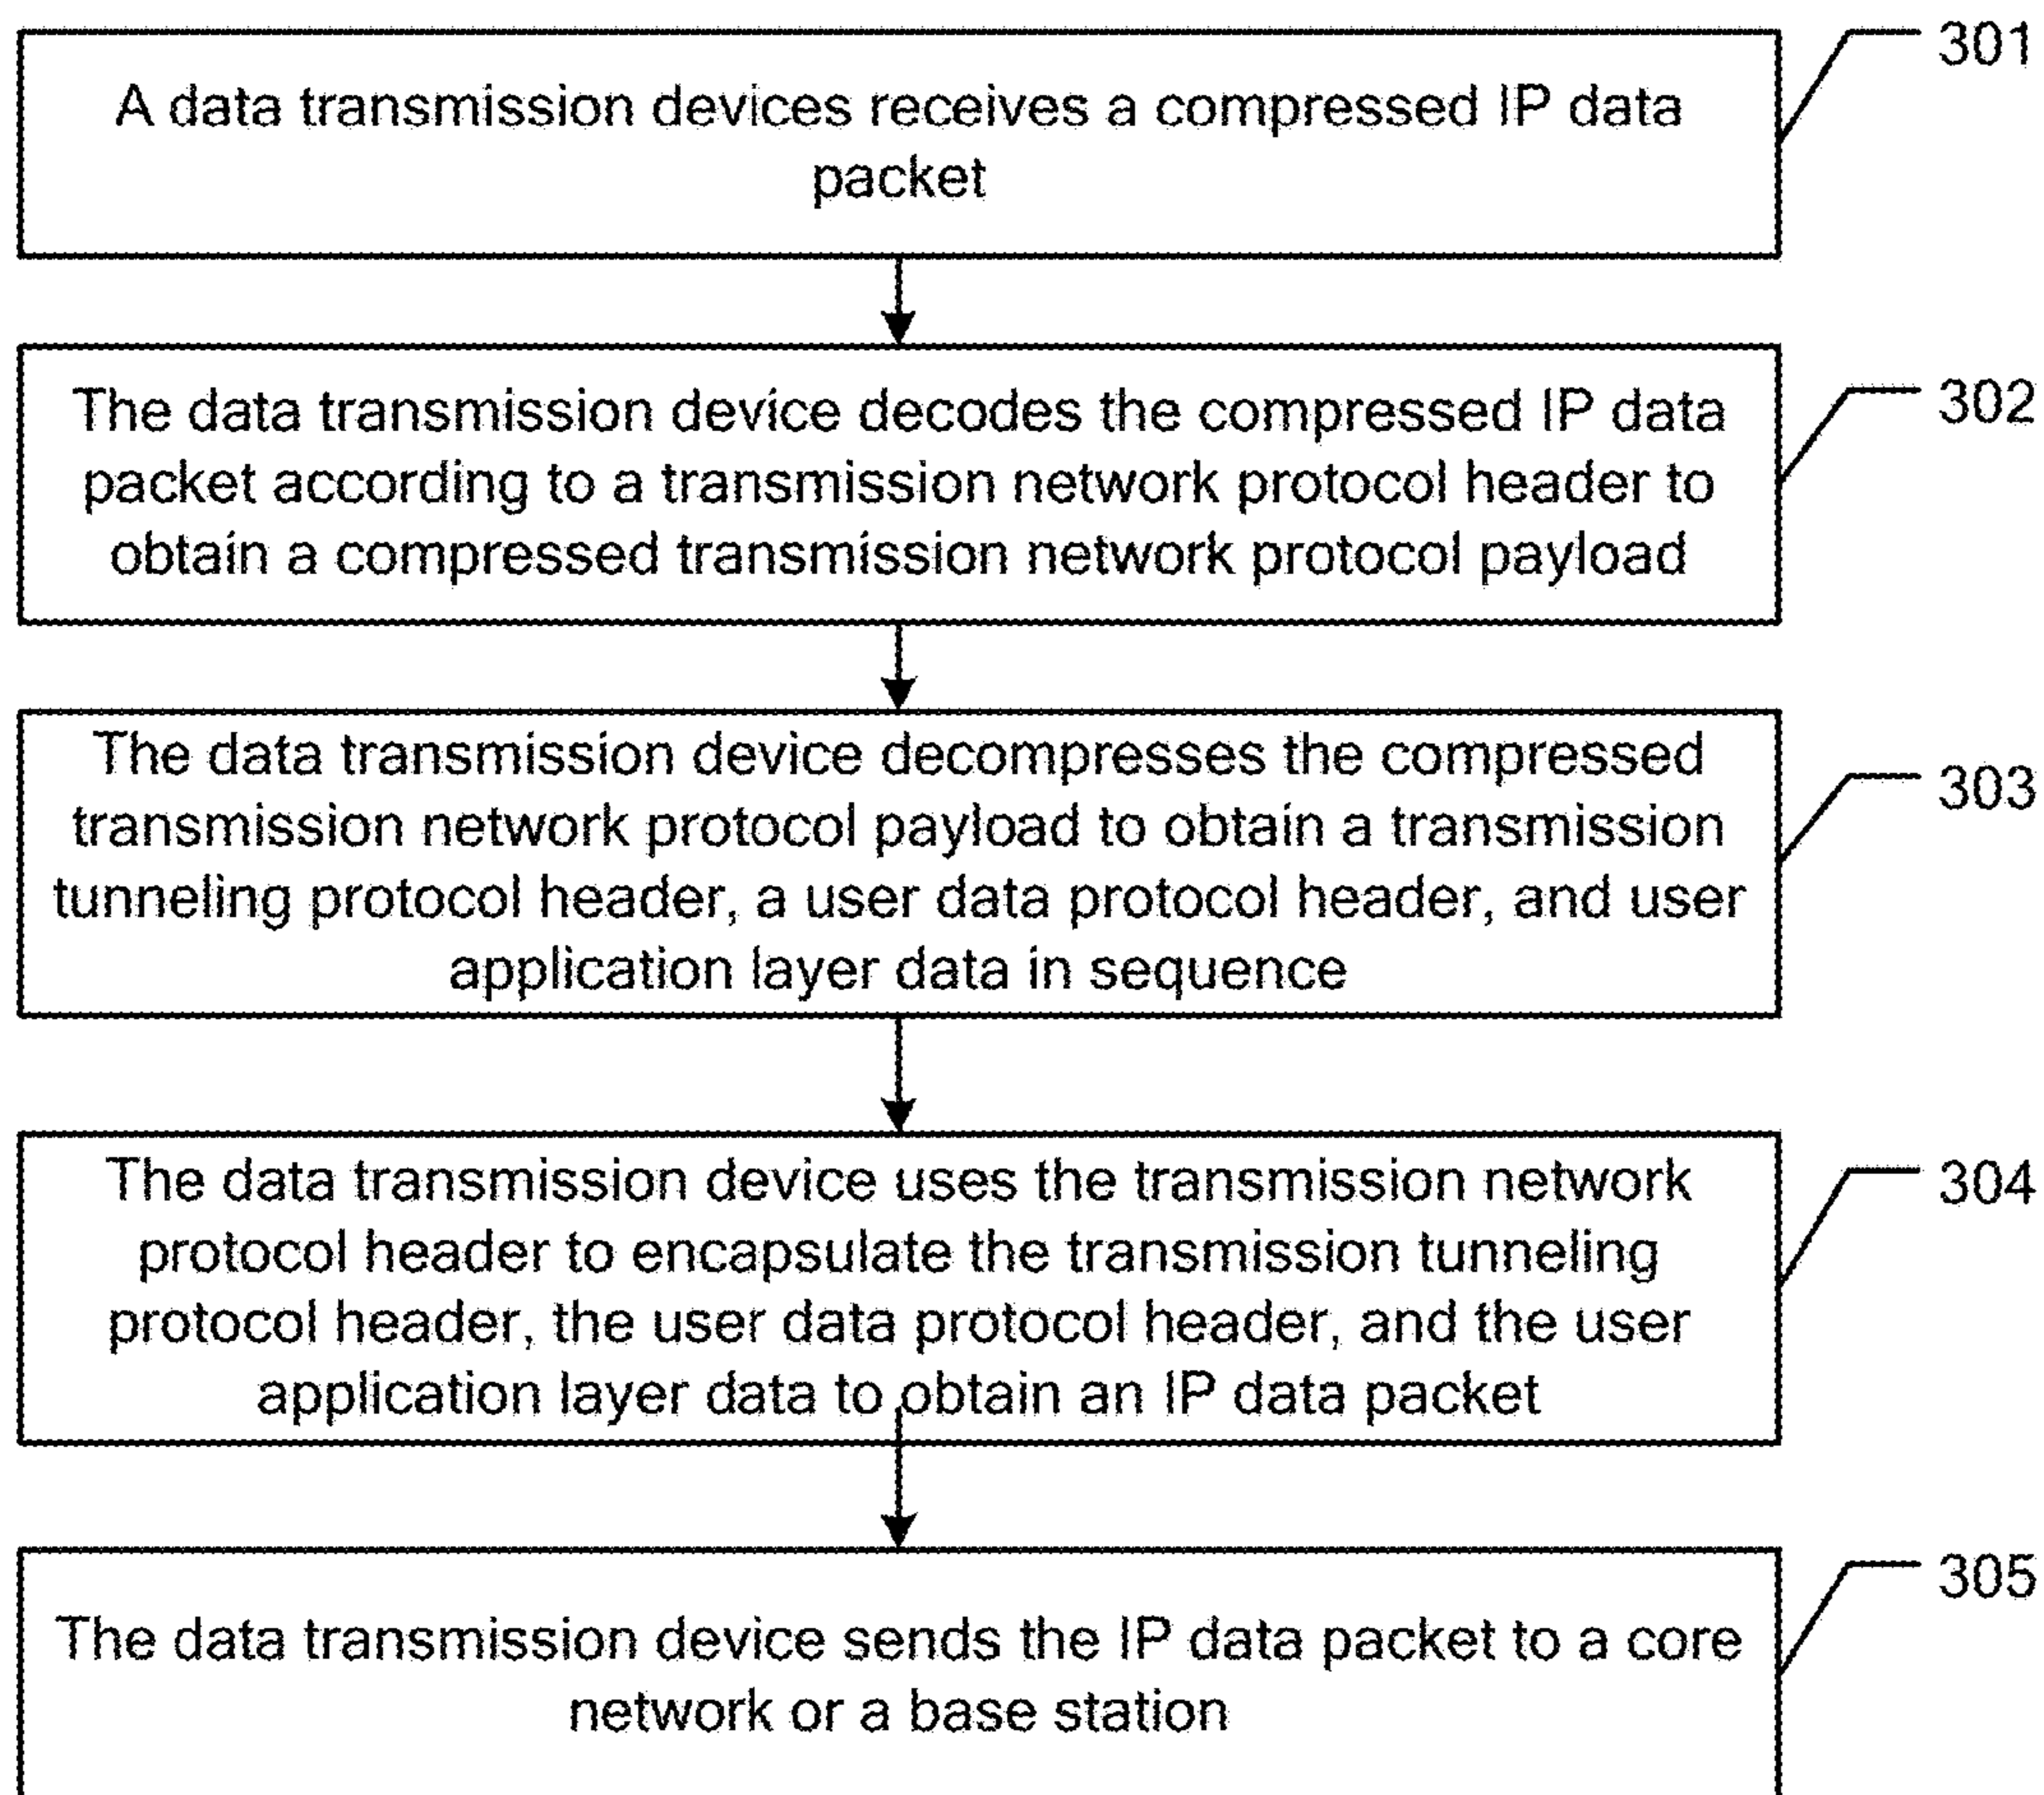 301
A data transmission devices receives a compressed IP data
packet
302
The data transmission device decodes the compressed IP data
packet according to a transmission network protocol header to
obtain a compressed transmission network protocol payload
303
The data transmission device decompresses the compressed
transmission network protocol payload to obtain a transmission
tunneling protocol header, a user data protocol header, and user
application layer data in sequence
304
The data transmission device uses the transmission network
protocol header to encapsulate the transmission tunneling
protocol header, the user data protocol header, and the user
application layer data to obtain an IP data packet
305
The data transmission device sends the IP data packet to a core
network or a base station